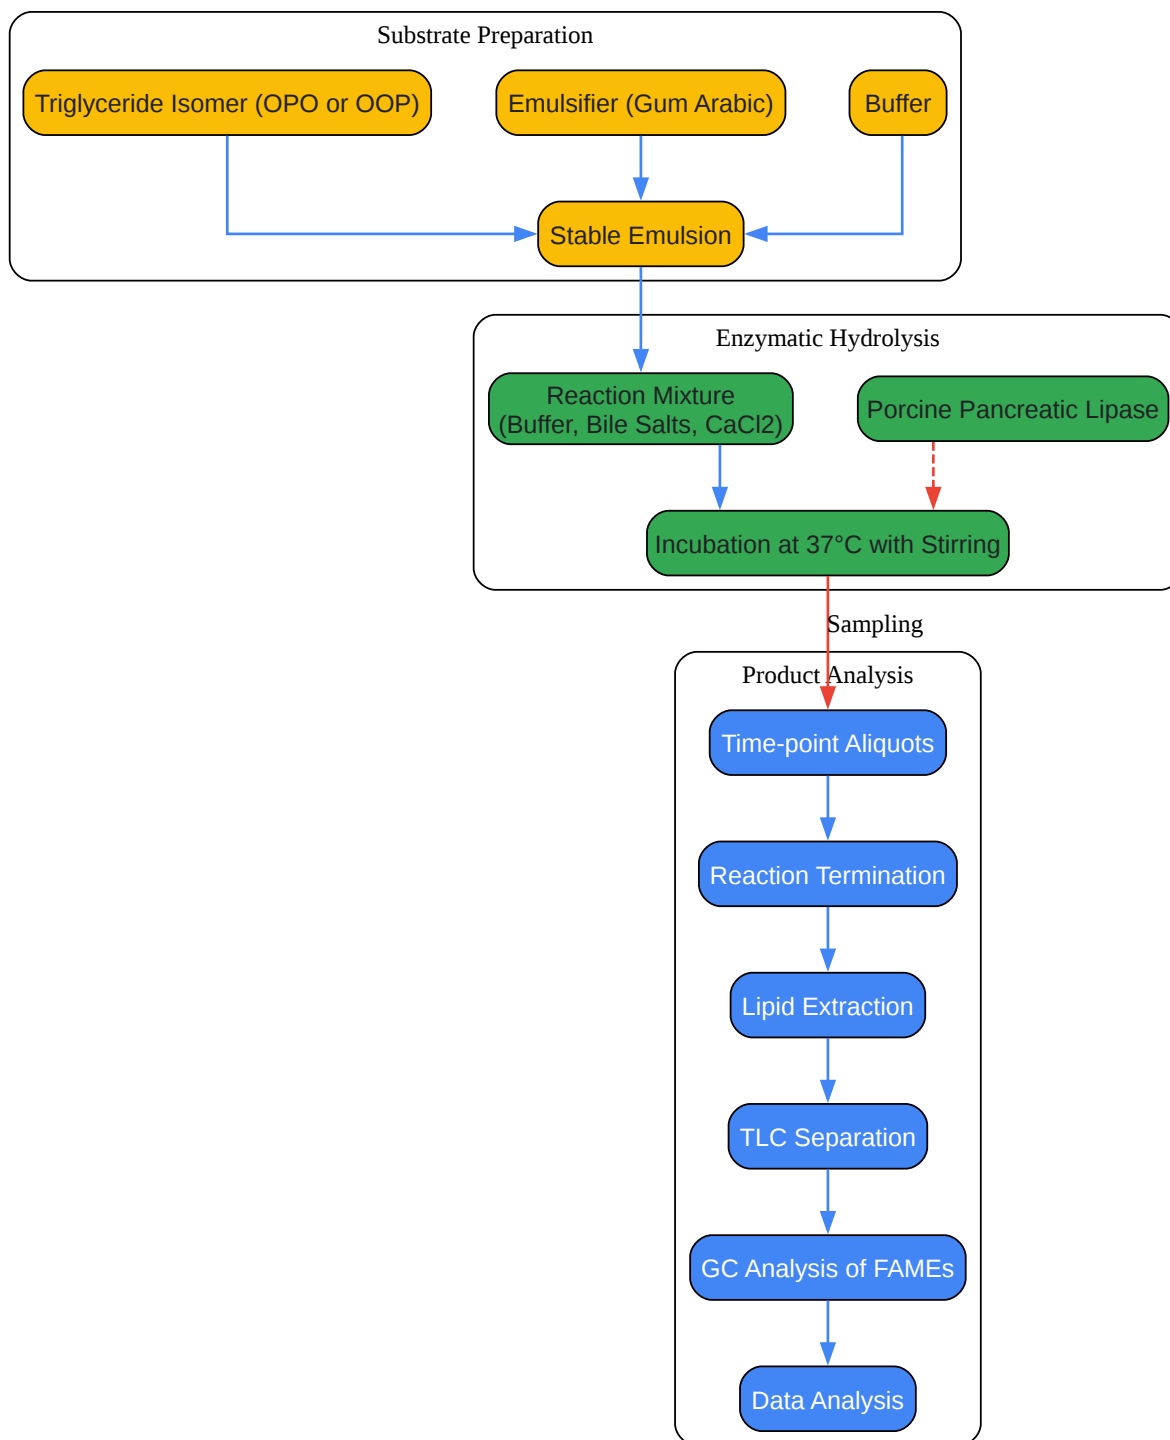 Substrate Preparation
Triglyceride Isomer (OPO or OOP)
Emulsifier (Gum Arabic)
Buffer
Stable Emulsion
Enzymatic Hydrolysis
Reaction Mixture
(Buffer, Bile Salts, CaCl2)
Porcine Pancreatic Lipase
Incubation at 37°C with Stirring
Sampling
Product Analysis
Time-point Aliquots
Reaction Termination
Lipid Extraction
TLC Separation
GC Analysis of FAMEs
Data Analysis